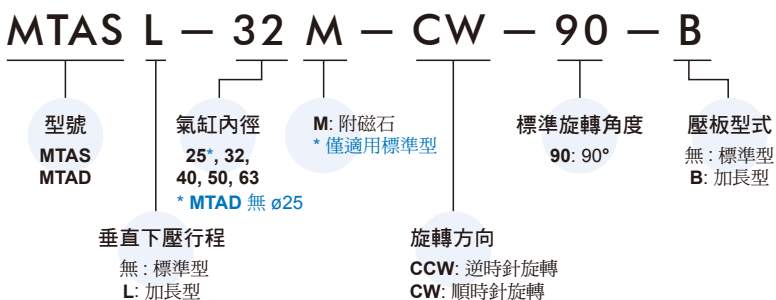 MTAS L — 32 M — CW — 90 — B
型號
MTAS
MTAD
氣缸內徑
25*, 32,
40, 50, 63
* MTAD 無 ø25
M: 附磁石
* 僅適用標準型
標準旋轉角度
90: 90°
壓板型式
無 : 標準型
B: 加長型
垂直下壓行程
無 : 標準型
L: 加長型
旋轉方向
CCW: 逆時針旋轉
CW: 順時針旋轉